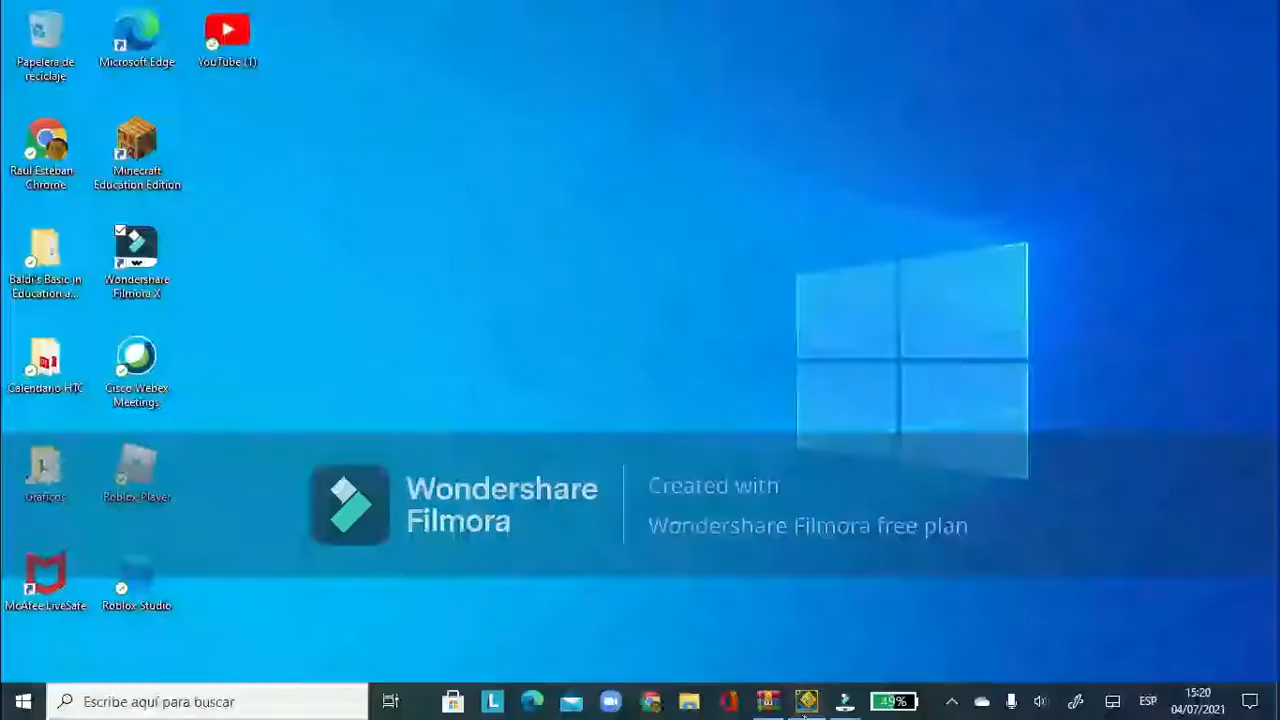 Papelera de
reciclaje
Microsoft Edge
YouTube (1)
Raul Esteban -
Chrome
Minecraft
Education Edition
Baldi's Basic in
Education a...
Wondershare
Filmora X
Calendario HTC
Cisco Webex
Meetings
Graficos
Roblox Player
Wondershare
Filmora
Created with
Wondershare Filmora free plan
McAfee LiveSafe
Roblox Studio
Escribe aquí para buscar
L
49%
ESP
15:20
04/07/2021